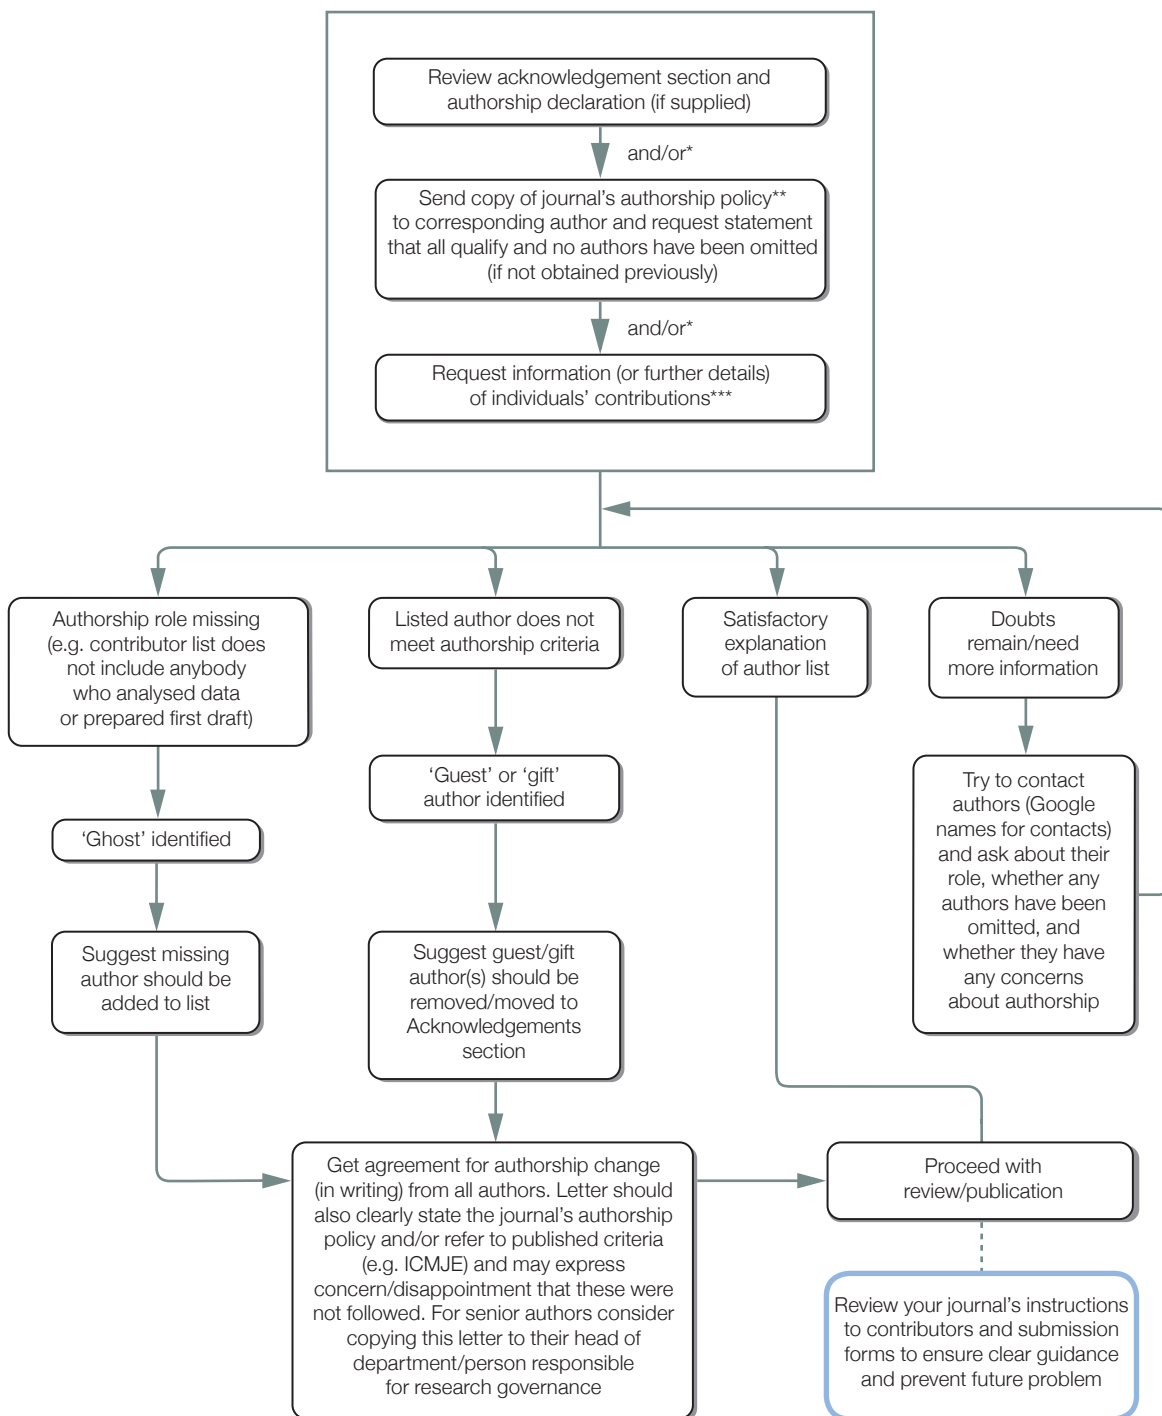 Review acknowledgement section and
authorship declaration (if supplied)
and/or*
Send copy of journal’s authorship policy**
to corresponding author and request statement
that all qualify and no authors have been omitted
(if not obtained previously)
and/or*
Request information (or further details)
of individuals’ contributions***
Authorship role missing
(e.g. contributor list does
not include anybody
who analysed data
or prepared first draft)
‘Ghost’ identified
Suggest missing
author should be
added to list
Listed author does not
meet authorship criteria
‘Guest’ or ‘gift’
author identified
Suggest guest/gift
author(s) should be
removed/moved to
Acknowledgements
section
Get agreement for authorship change
(in writing) from all authors. Letter should
also clearly state the journal’s authorship
policy and/or refer to published criteria
(e.g. ICMJE) and may express
concern/disappointment that these were
not followed. For senior authors consider
copying this letter to their head of
department/person responsible
for research governance
Satisfactory
explanation
of author list
Doubts
remain/need
more information
Try to contact
authors (Google
names for contacts)
and ask about their
role, whether any
authors have been
omitted, and
whether they have
any concerns
about authorship
Proceed with
review/publication
Review your journal’s instructions
to contributors and submission
forms to ensure clear guidance
and prevent future problem